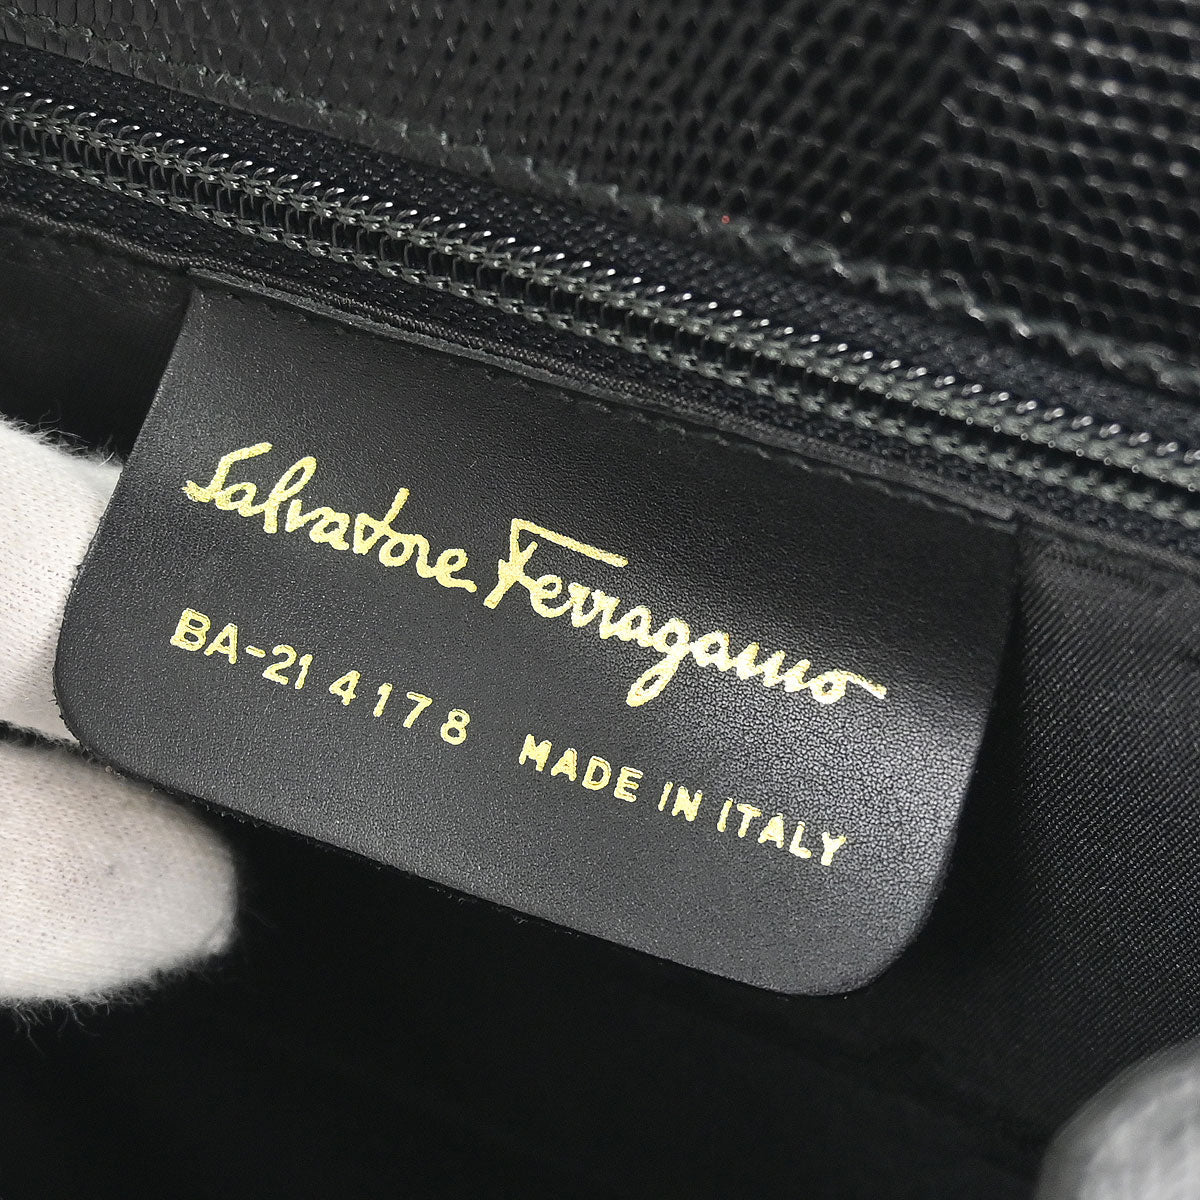 Salvatore Ferragamo
BA-21 4178 MADE IN ITALY